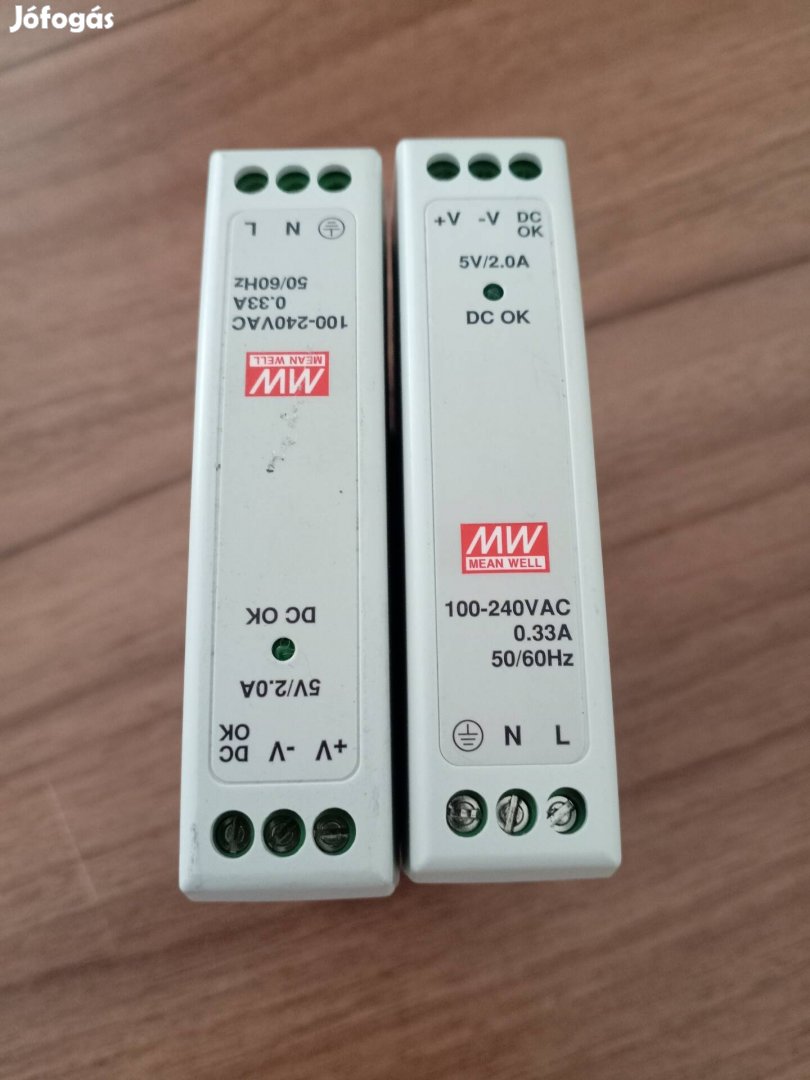 Jófogás
L N
50/60Hz
0.33A
100-240VAC
MW
MEAN WELL
DC OK
5V/2.0A
DC
OK
-V +V
+V -V DC
OK
5V/2.0A
DC OK
MW
MEAN WELL
100-240VAC
0.33A
50/60Hz
N L